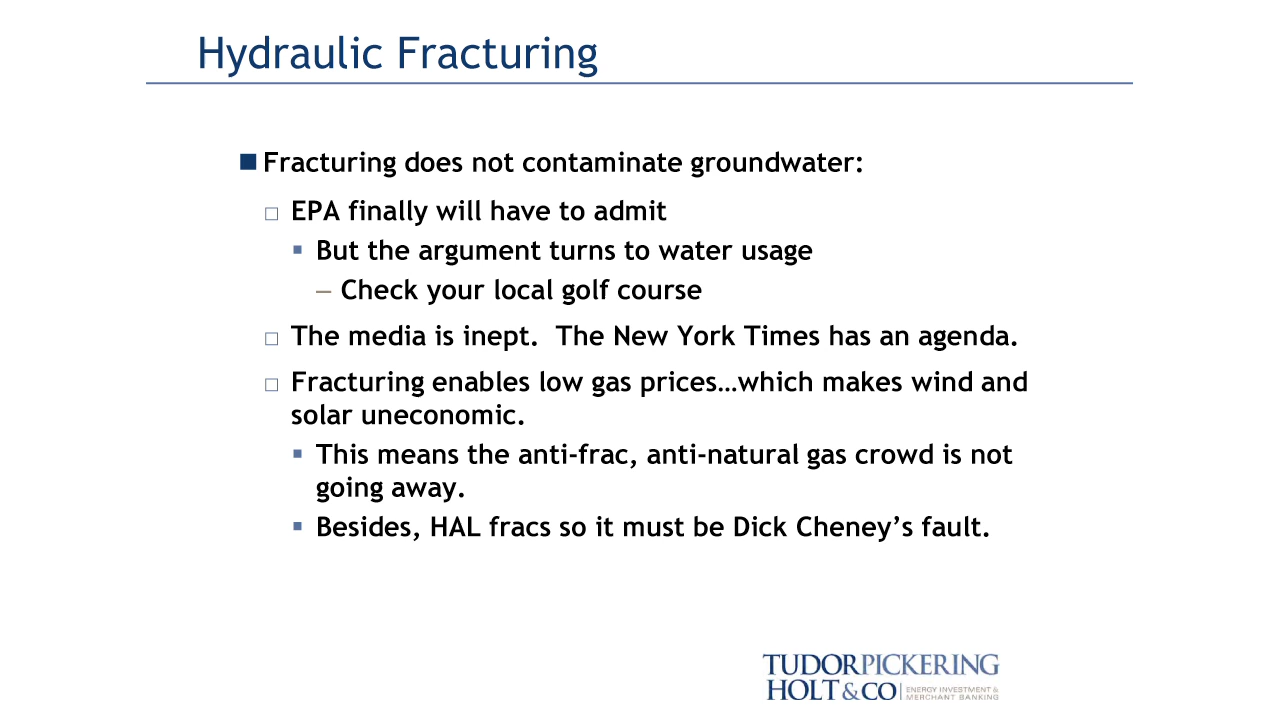 Hydraulic Fracturing
Fracturing does not contaminate groundwater:
EPA finally will have to admit
But the argument turns to water usage
– Check your local golf course
The media is inept.  The New York Times has an agenda.
Fracturing enables low gas prices…which makes wind and
solar uneconomic.
This means the anti-frac, anti-natural gas crowd is not
going away.
Besides, HAL fracs so it must be Dick Cheney’s fault.
TUDORPICKERING
HOLT&CO
ENERGY INVESTMENT &
MERCHANT BANKING